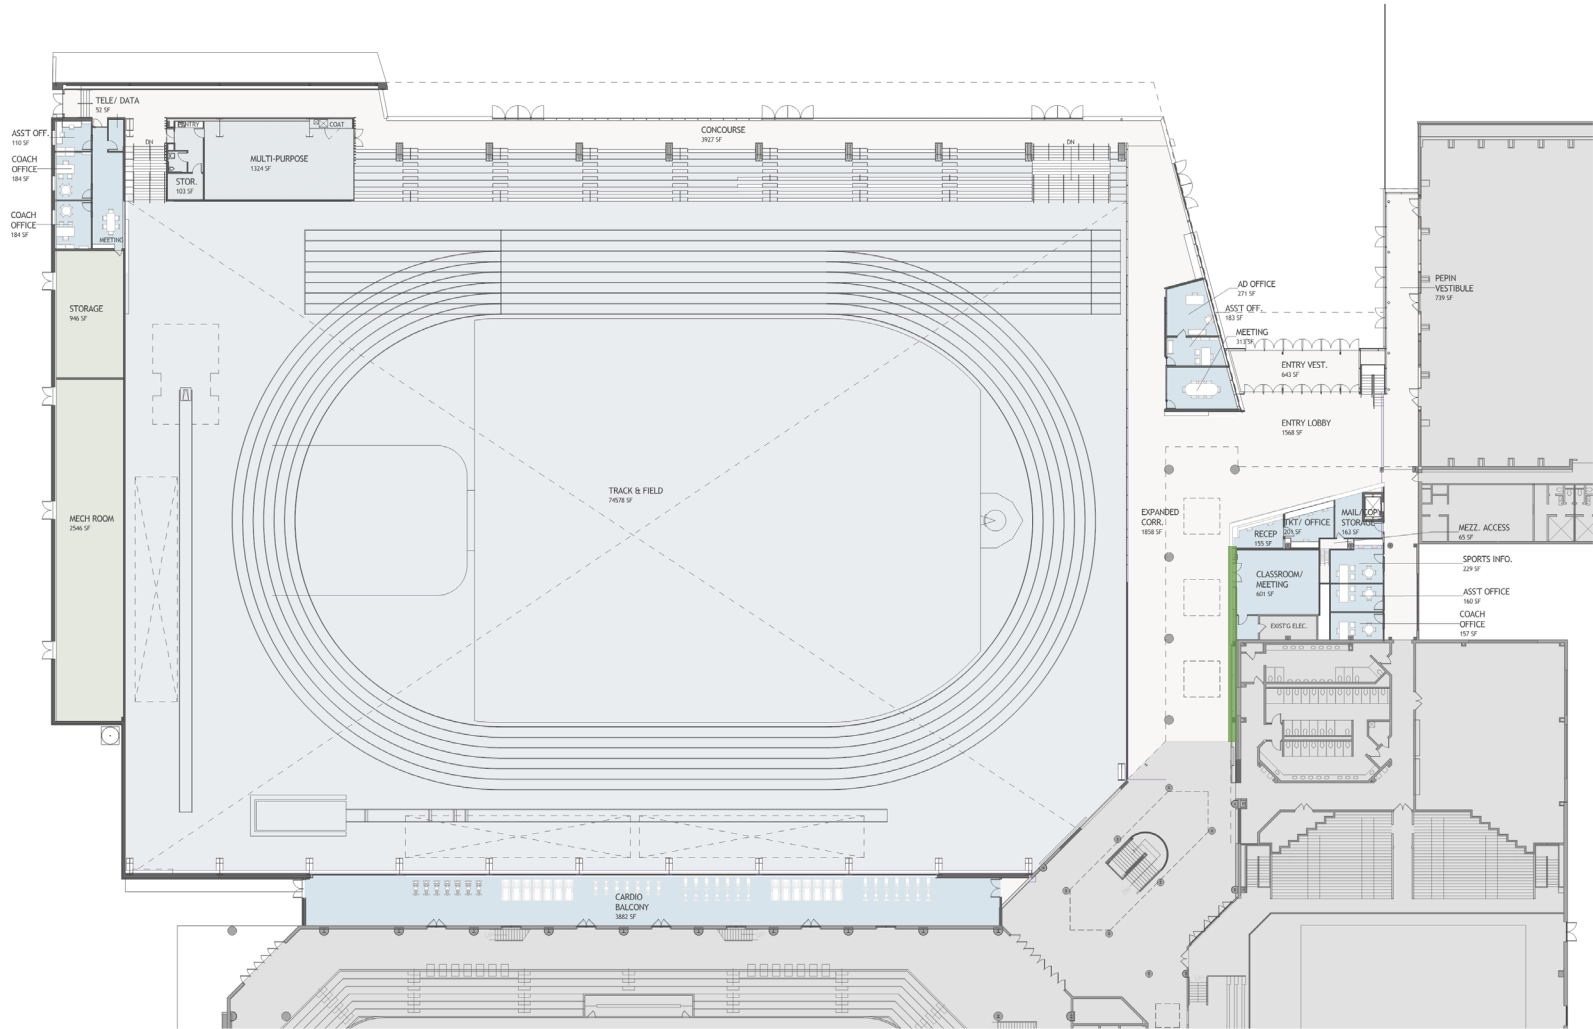 TELE/ DATA
52 SF
ASS'T OFF.
110 SF
COACH
OFFICE
184 SF
COACH
OFFICE
184 SF
MEETING
DN
STOR.
103 SF
MULTI-PURPOSE
1324 SF
COAT
CONCOURSE
3927 SF
DN
STORAGE
946 SF
MECH ROOM
2546 SF
TRACK & FIELD
74578 SF
AD OFFICE
271 SF
ASS'T OFF.
183 SF
MEETING
313 SF
PEPIN
VESTIBULE
739 SF
ENTRY VEST.
643 SF
ENTRY LOBBY
1568 SF
EXPANDED
CORR.
1858 SF
RECEP
155 SF
TKT/ OFFICE
MAIL/COPY
STORAGE
163 SF
MEZZ. ACCESS
65 SF
CLASSROOM/
MEETING
601 SF
SPORTS INFO.
229 SF
ASS'T OFFICE
160 SF
COACH
OFFICE
157 SF
EXIST'G ELEC.
CARDIO
BALCONY
3882 SF